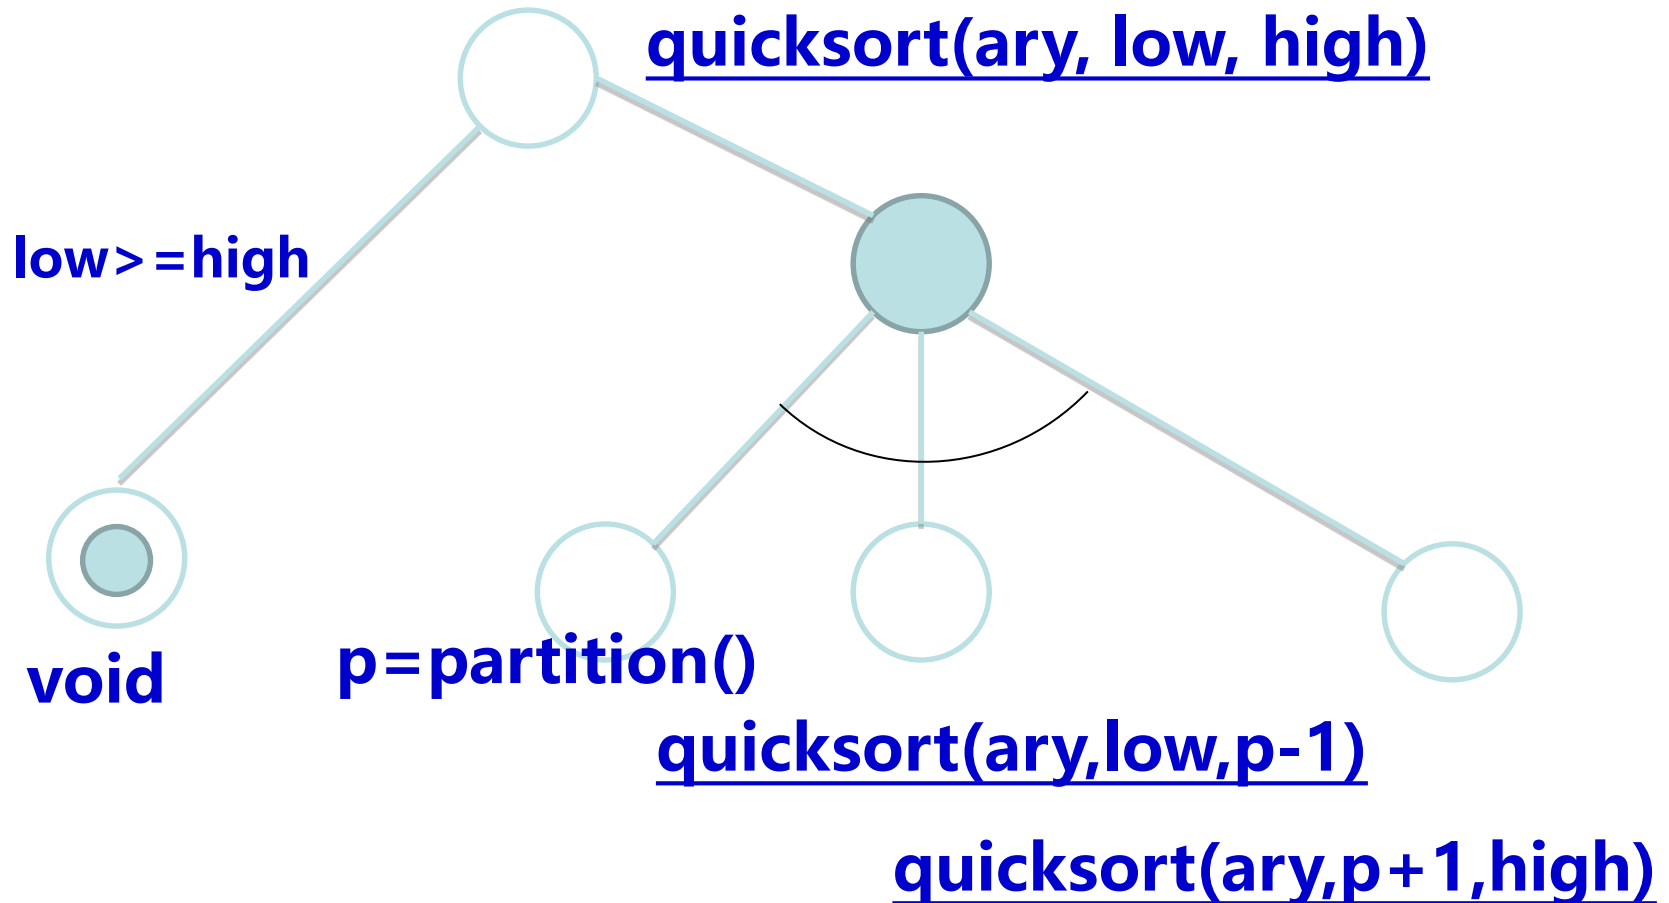 quicksort(ary, low, high)
low>=high
void
p=partition()
quicksort(ary,low,p-1)
quicksort(ary,p+1,high)